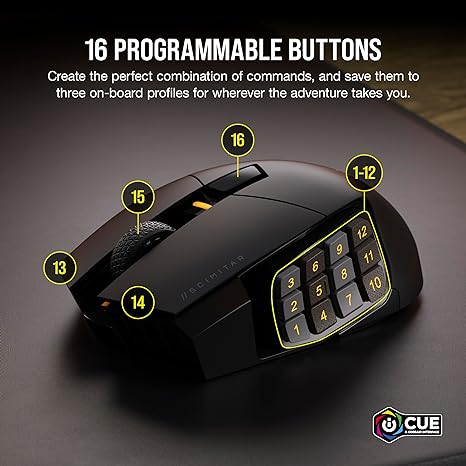 16 PROGRAMMABLE BUTTONS
Create the perfect combination of commands, and save them to
three on-board profiles for wherever the adventure takes you.
16
1-12
15
13
14
//SCIMITAR
3 6 9 12
2 5 8 11
1 4 7 10
iCUE
A CORSAIR INTERFACE